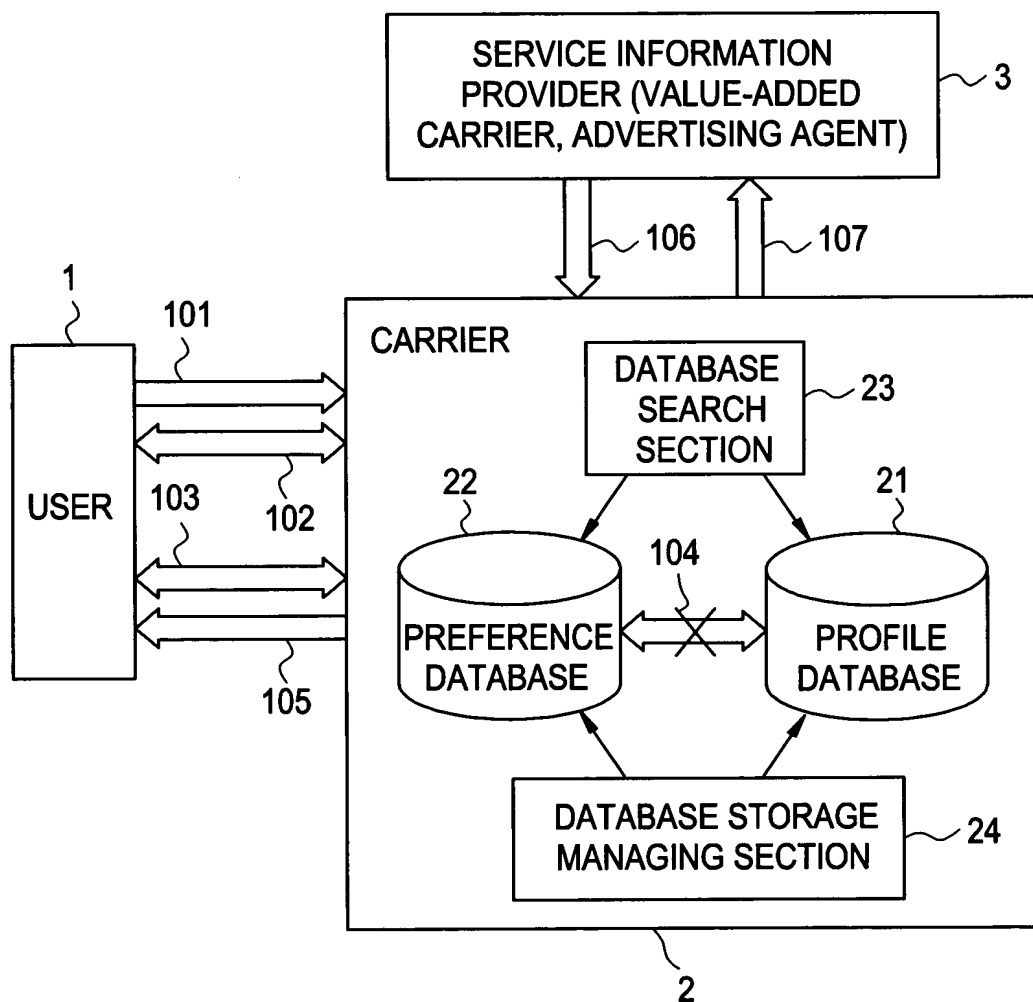 SERVICE INFORMATION
PROVIDER (VALUE-ADDED
CARRIER, ADVERTISING AGENT)
3
106
107
1
101
CARRIER
DATABASE
SEARCH
SECTION
23
102
USER
103
22
21
104
PREFERENCE
DATABASE
PROFILE
DATABASE
105
DATABASE STORAGE
MANAGING SECTION
24
2